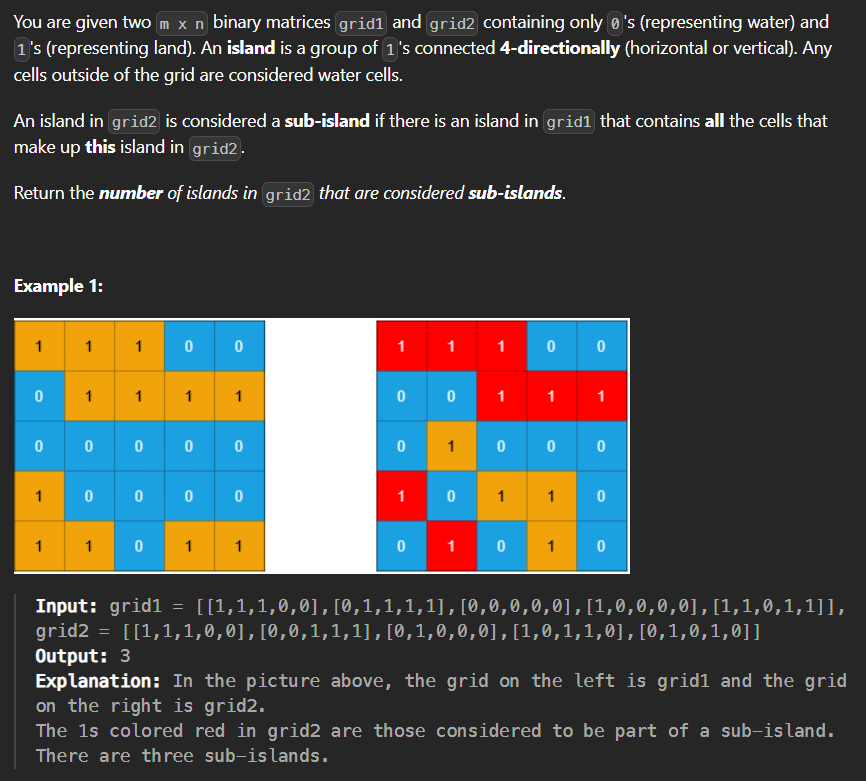 You are given two m x n binary matrices grid1 and grid2 containing only 0's (representing water) and
1's (representing land). An island is a group of 1's connected 4-directionally (horizontal or vertical). Any
cells outside of the grid are considered water cells.
An island in grid2 is considered a sub-island if there is an island in grid1 that contains all the cells that
make up this island in grid2.
Return the number of islands in grid2 that are considered sub-islands.
Example 1:
1 1 1 0 0 1 1 1 0 0
0 1 1 1 1 0 0 1 1 1
0 0 0 0 0 0 1 0 0 0
1 0 0 0 0 1 0 1 1 0
1 1 0 1 1 0 1 0 1 0
Input: grid1 = [[1,1,1,0,0],[0,1,1,1,1],[0,0,0,0,0],[1,0,0,0,0],[1,1,0,1,1]],
grid2 = [[1,1,1,0,0],[0,0,1,1,1],[0,1,0,0,0],[1,0,1,1,0],[0,1,0,1,0]]
Output: 3
Explanation: In the picture above, the grid on the left is grid1 and the grid
on the right is grid2.
The 1s colored red in grid2 are those considered to be part of a sub-island.
There are three sub-islands.